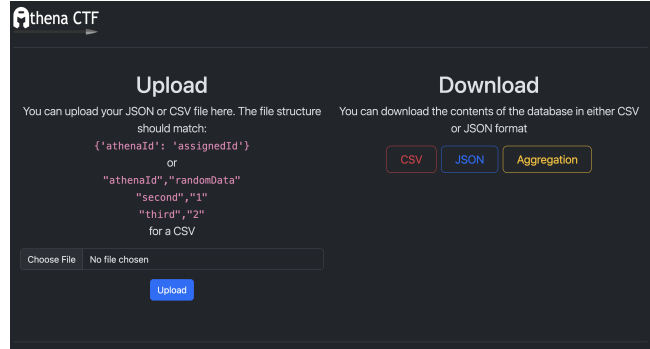 Athena CTF
Upload
You can upload your JSON or CSV file here. The file structure
should match:
{'athenaId': 'assignedId'}
or
"athenaId","randomData"
"second","1"
"third","2"
for a CSV
Choose File No file chosen
Upload
Download
You can download the contents of the database in either CSV
or JSON format
CSV JSON Aggregation